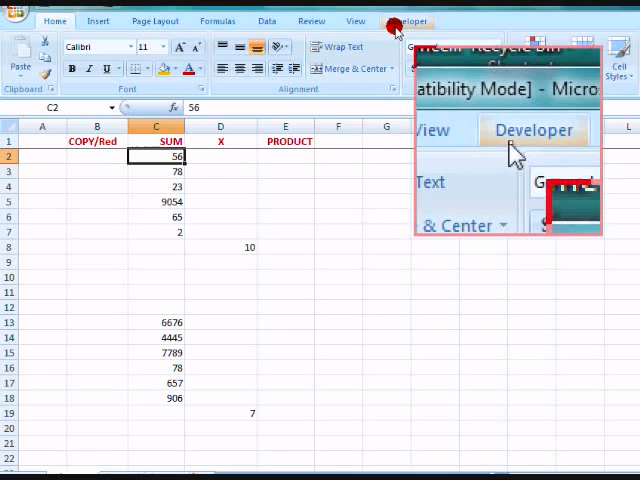 Home Insert Page Layout Formulas Data Review View Developer
Calibri 11 A A Wrap Text
Paste B I U Merge & Center Cell Styles
Clipboard Font Alignment
C2 fx 56
A B C D E F G H I J K
1 COPY/Red SUM X PRODUCT
2 56
3 78
4 23
5 9054
6 65
7 2
8 10
9
10
11
12
13 6676
14 4445
15 7789
16 78
17 657
18 906
19 7
20
21
22
Recycle Bin
atibility Mode] - Micros
View Developer
Text
& Center